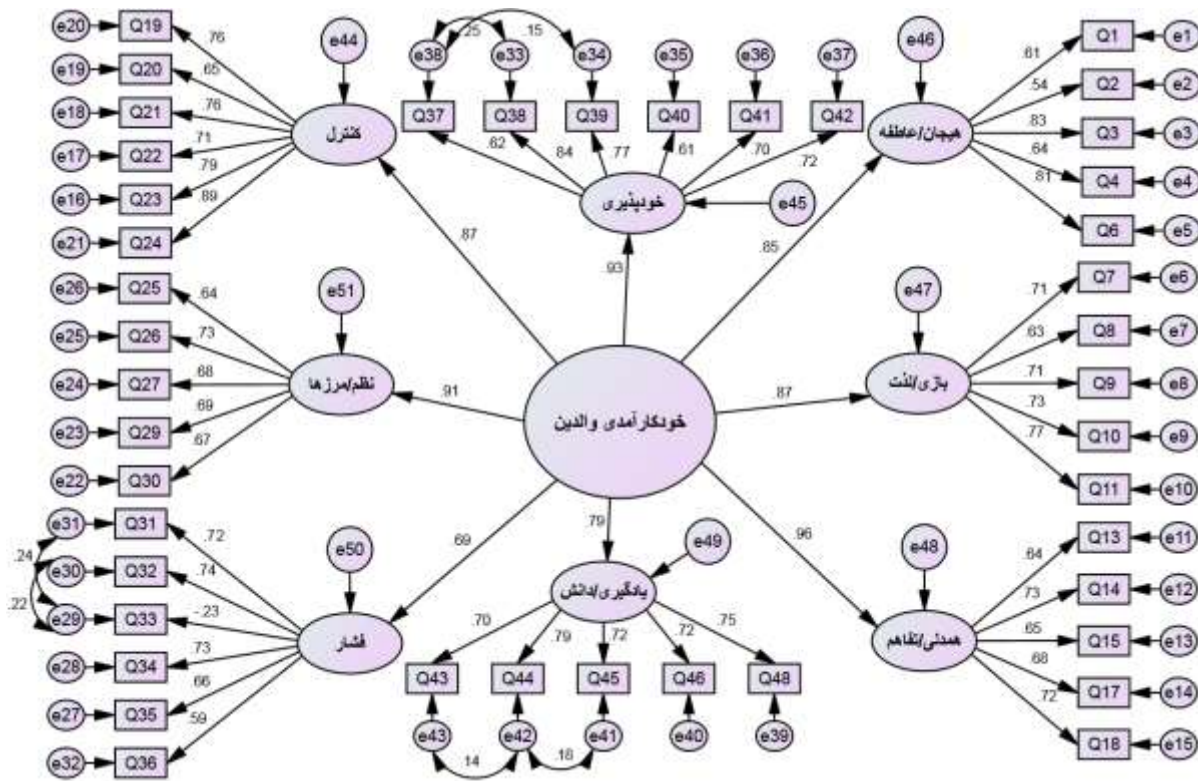 e20 Q19 .76
e19 Q20 .65
e18 Q21 .76
e17 Q22 .71
e16 Q23 .79
e21 Q24 .89
e44
کنترل
.87
e38 e33 e34 e35 e36 e37
.25 .15
Q37 Q38 Q39 Q40 Q41 Q42
.62 .84 .77 .61 .70 .72
خودپذیری
e45
.93
e46
هیجان/عاطفه
.85
.61 Q1 e1
.54 Q2 e2
.83 Q3 e3
.64 Q4 e4
.81 Q6 e5
e26 Q25 .64
e25 Q26 .73
e24 Q27 .68
e23 Q29 .69
e22 Q30 .67
e51
نظم/مرزها
.91
خودکارآمدی والدین
e47
بازی/لذت
.87
.71 Q7 e6
.63 Q8 e7
.71 Q9 e8
.73 Q10 e9
.77 Q11 e10
e31 Q31 .72
e30 Q32 .74
e29 Q33 -.23
e28 Q34 .73
e27 Q35 .66
e32 Q36 .59
.24
.22
e50
فشار
.69
.79
e49
یادگیری/دانش
.70 .79 .72 .72 .75
Q43 Q44 Q45 Q46 Q48
e43 e42 e41 e40 e39
.14 .18
e48
همدلی/تفاهم
.96
.64 Q13 e11
.73 Q14 e12
.65 Q15 e13
.68 Q17 e14
.72 Q18 e15